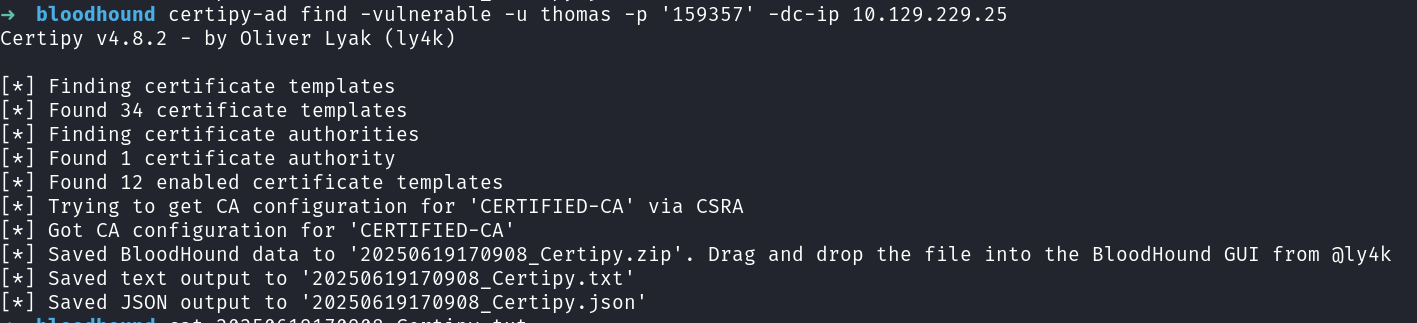 → bloodhound certipy-ad find -vulnerable -u thomas -p '159357' -dc-ip 10.129.229.25
Certipy v4.8.2 - by Oliver Lyak (ly4k)
[*] Finding certificate templates
[*] Found 34 certificate templates
[*] Finding certificate authorities
[*] Found 1 certificate authority
[*] Found 12 enabled certificate templates
[*] Trying to get CA configuration for 'CERTIFIED-CA' via CSRA
[*] Got CA configuration for 'CERTIFIED-CA'
[*] Saved BloodHound data to '20250619170908_Certipy.zip'. Drag and drop the file into the BloodHound GUI from @ly4k
[*] Saved text output to '20250619170908_Certipy.txt'
[*] Saved JSON output to '20250619170908_Certipy.json'
→ bloodhound cat 20250619170908_Certipy.txt